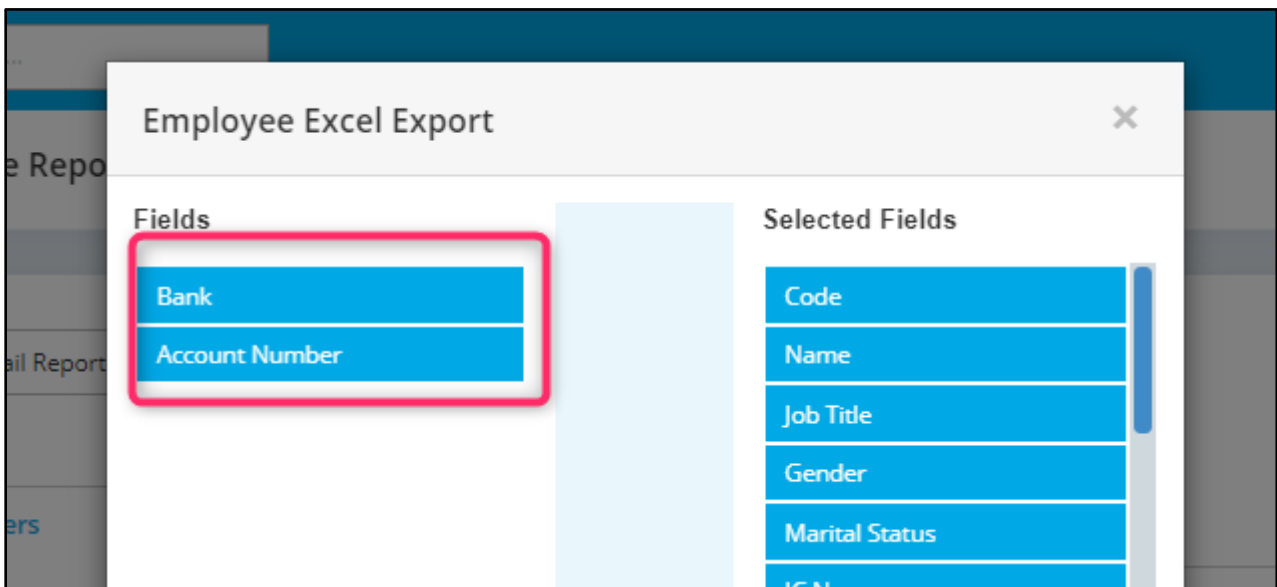 ...
Employee Excel Export
e Repo
Fields
Selected Fields
Bank
Account Number
ail Report
ers
Code
Name
Job Title
Gender
Marital Status